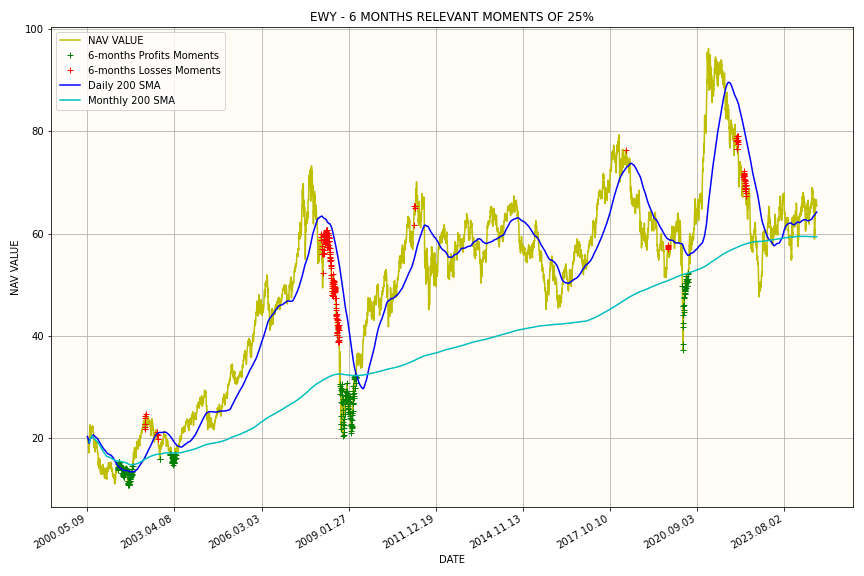 EWY - 6 MONTHS RELEVANT MOMENTS OF 25%
NAV VALUE
6-months Profits Moments
6-months Losses Moments
Daily 200 SMA
Monthly 200 SMA
100
80
60
40
20
NAV VALUE
2000.05.09
2003.04.08
2006.03.03
2009.01.27
2011.12.19
2014.11.13
2017.10.10
2020.09.03
2023.08.02
DATE